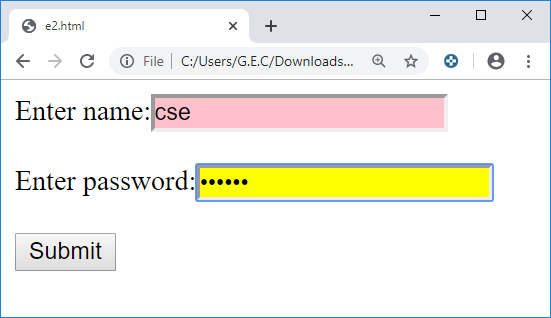 e2.html
File C:/Users/G.E.C/Downloads...
Enter name:cse
Enter password:••••••
Submit